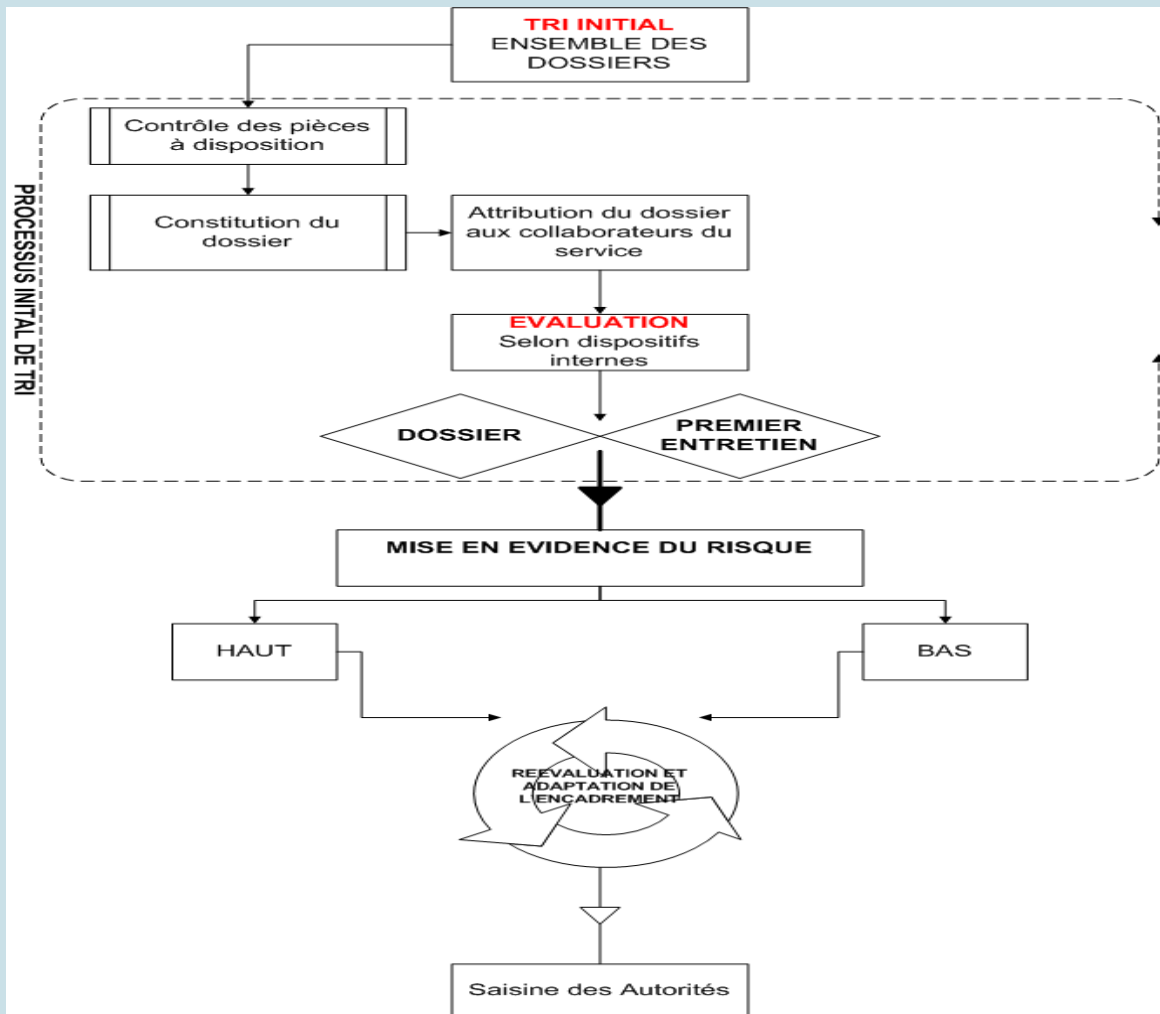 TRI INITIAL
ENSEMBLE DES
DOSSIERS
Contrôle des pièces
à disposition
PROCESSUS INITAL DE TRI
Constitution du
dossier
Attribution du dossier
aux collaborateurs du
service
EVALUATION
Selon dispositifs
internes
DOSSIER
PREMIER
ENTRETIEN
MISE EN EVIDENCE DU RISQUE
HAUT
BAS
REEVALUATION ET
ADAPTATION DE
L'ENCADREMENT
Saisine des Autorités